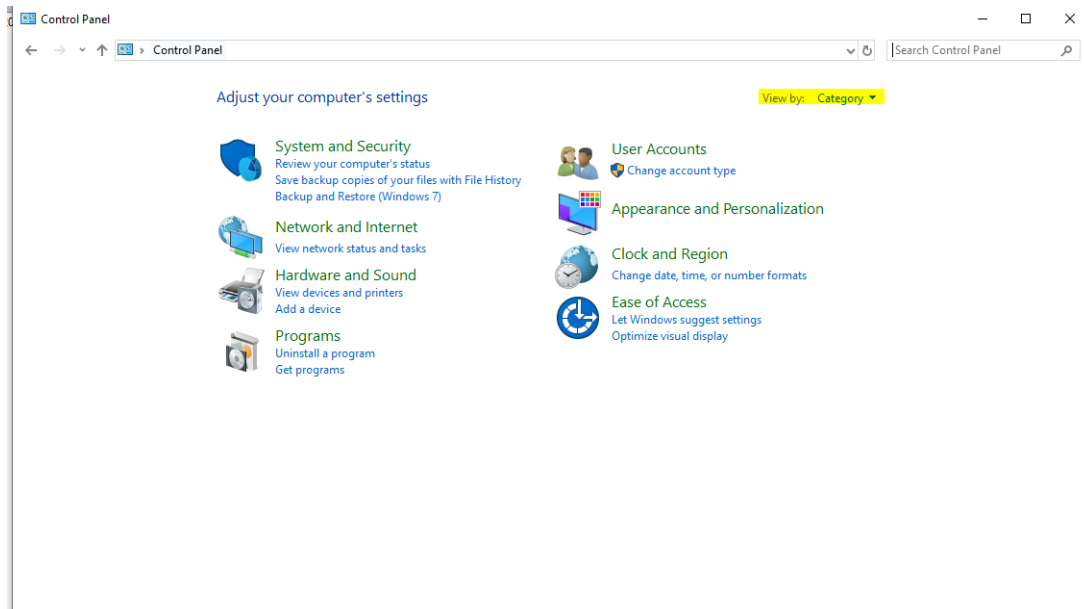 Control Panel
Control Panel
Search Control Panel
Adjust your computer's settings
View by: Category
System and Security
Review your computer's status
Save backup copies of your files with File History
Backup and Restore (Windows 7)
Network and Internet
View network status and tasks
Hardware and Sound
View devices and printers
Add a device
Programs
Uninstall a program
Get programs
User Accounts
Change account type
Appearance and Personalization
Clock and Region
Change date, time, or number formats
Ease of Access
Let Windows suggest settings
Optimize visual display